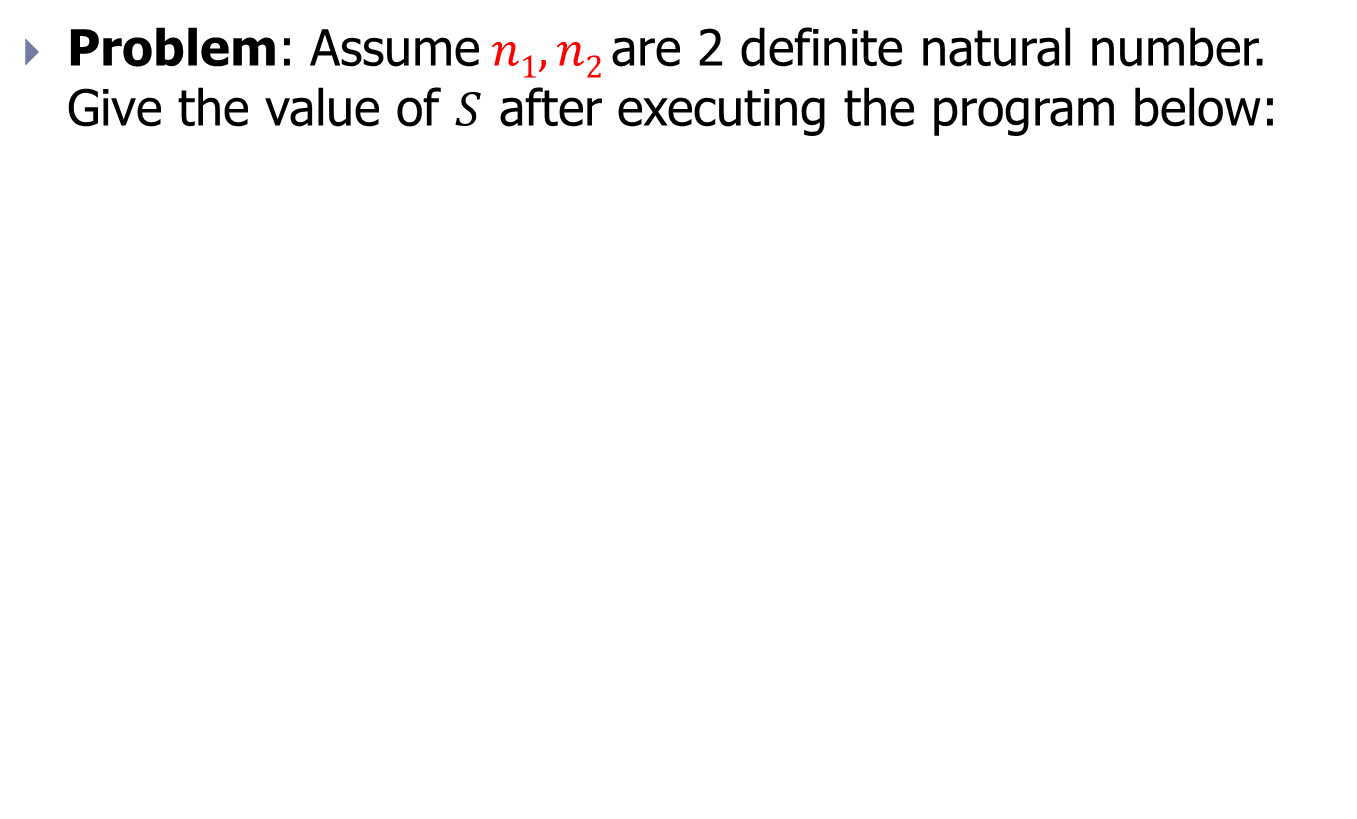 Problem: Assume n₁, n₂ are 2 definite natural number.
Give the value of S after executing the program below: